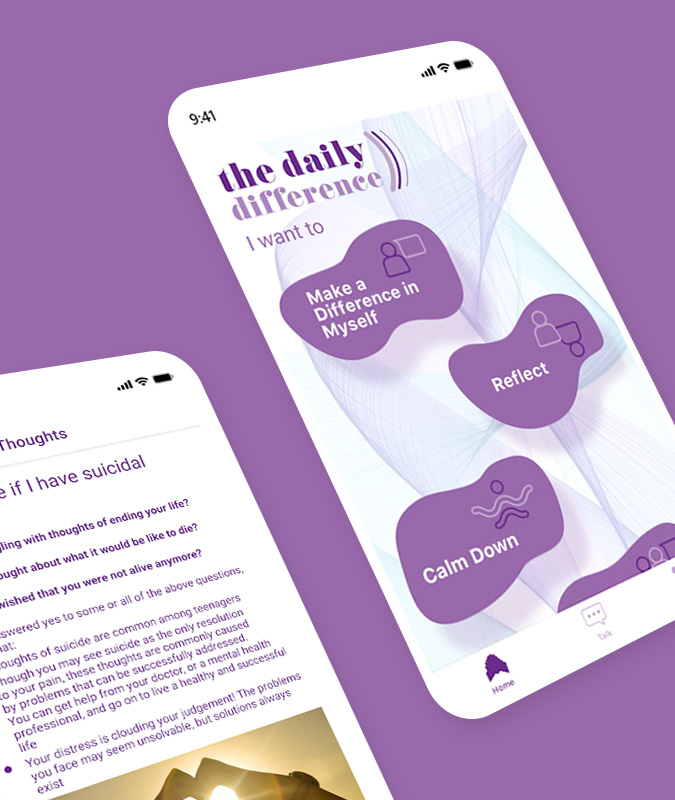 9:41
the daily
difference
I want to
Make a
Difference in
Myself
Reflect
Calm Down
Home
Talk
Thoughts
e if I have suicidal
gling with thoughts of ending your life?
ought about what it would be like to die?
wished that you were not alive anymore?
swered yes to some or all of the above questions,
hat:
oughts of suicide are common among teenagers
hough you may see suicide as the only resolution
to your pain, these thoughts are commonly caused
by problems that can be successfully addressed.
You can get help from your doctor, or a mental health
professional, and go on to live a healthy and successful
life
• Your distress is clouding your judgement! The problems
you face may seem unsolvable, but solutions always
exist